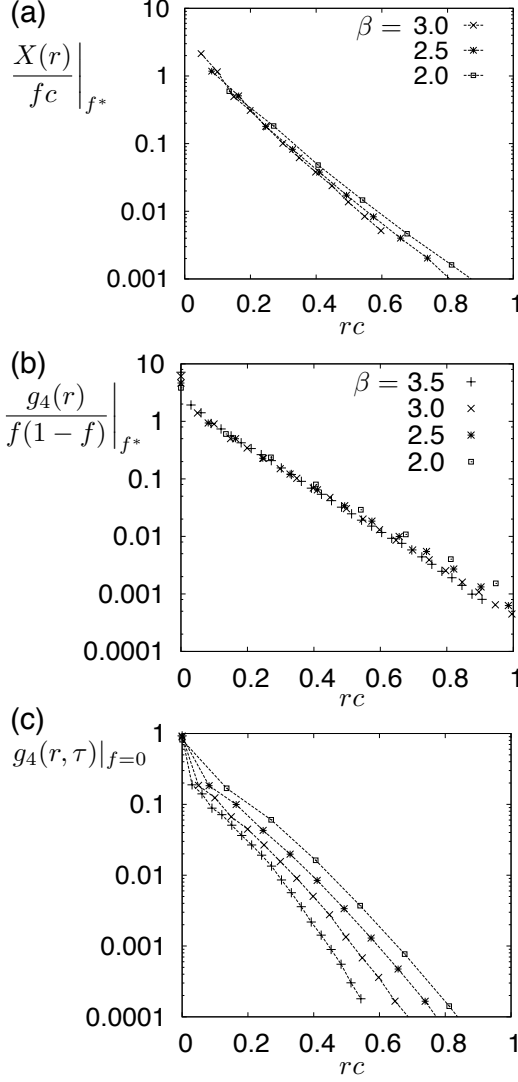 (a)
X(r)
fc
f*
β = 3.0 ×
2.5 ∗
2.0 ⊡
10
1
0.1
0.01
0.001
0 0.2 0.4 0.6 0.8 1
rc
(b)
g₄(r)
f(1 − f)
f*
β = 3.5 +
3.0 ×
2.5 ∗
2.0 ⊡
10
1
0.1
0.01
0.001
0.0001
0 0.2 0.4 0.6 0.8 1
rc
(c)
g₄(r, τ)|f=0
1
0.1
0.01
0.001
0.0001
0 0.2 0.4 0.6 0.8 1
rc